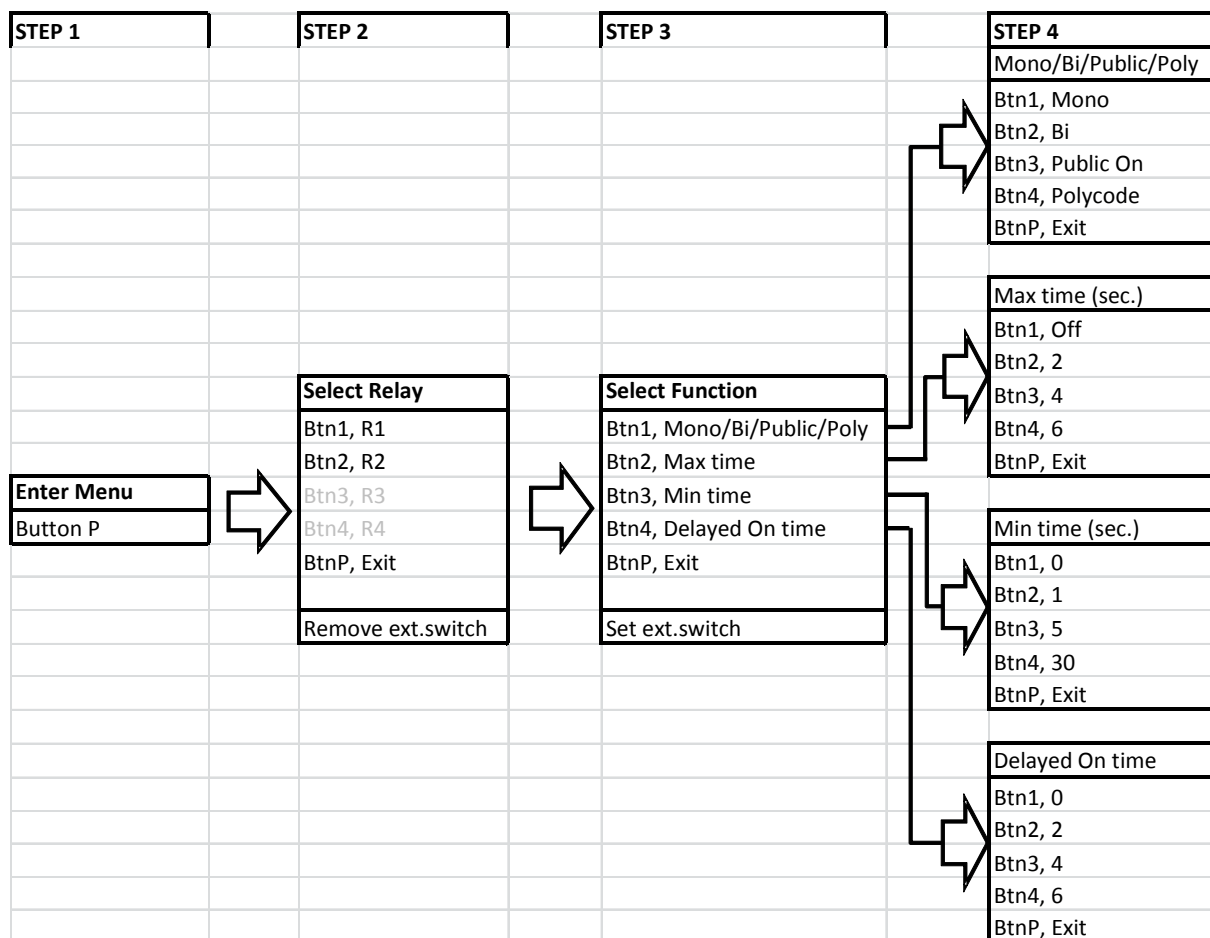 STEP 1
Enter Menu
Button P
STEP 2
Select Relay
Btn1, R1
Btn2, R2
Btn3, R3
Btn4, R4
BtnP, Exit
Remove ext.switch
STEP 3
Select Function
Btn1, Mono/Bi/Public/Poly
Btn2, Max time
Btn3, Min time
Btn4, Delayed On time
BtnP, Exit
Set ext.switch
STEP 4
Mono/Bi/Public/Poly
Btn1, Mono
Btn2, Bi
Btn3, Public On
Btn4, Polycode
BtnP, Exit
Max time (sec.)
Btn1, Off
Btn2, 2
Btn3, 4
Btn4, 6
BtnP, Exit
Min time (sec.)
Btn1, 0
Btn2, 1
Btn3, 5
Btn4, 30
BtnP, Exit
Delayed On time
Btn1, 0
Btn2, 2
Btn3, 4
Btn4, 6
BtnP, Exit